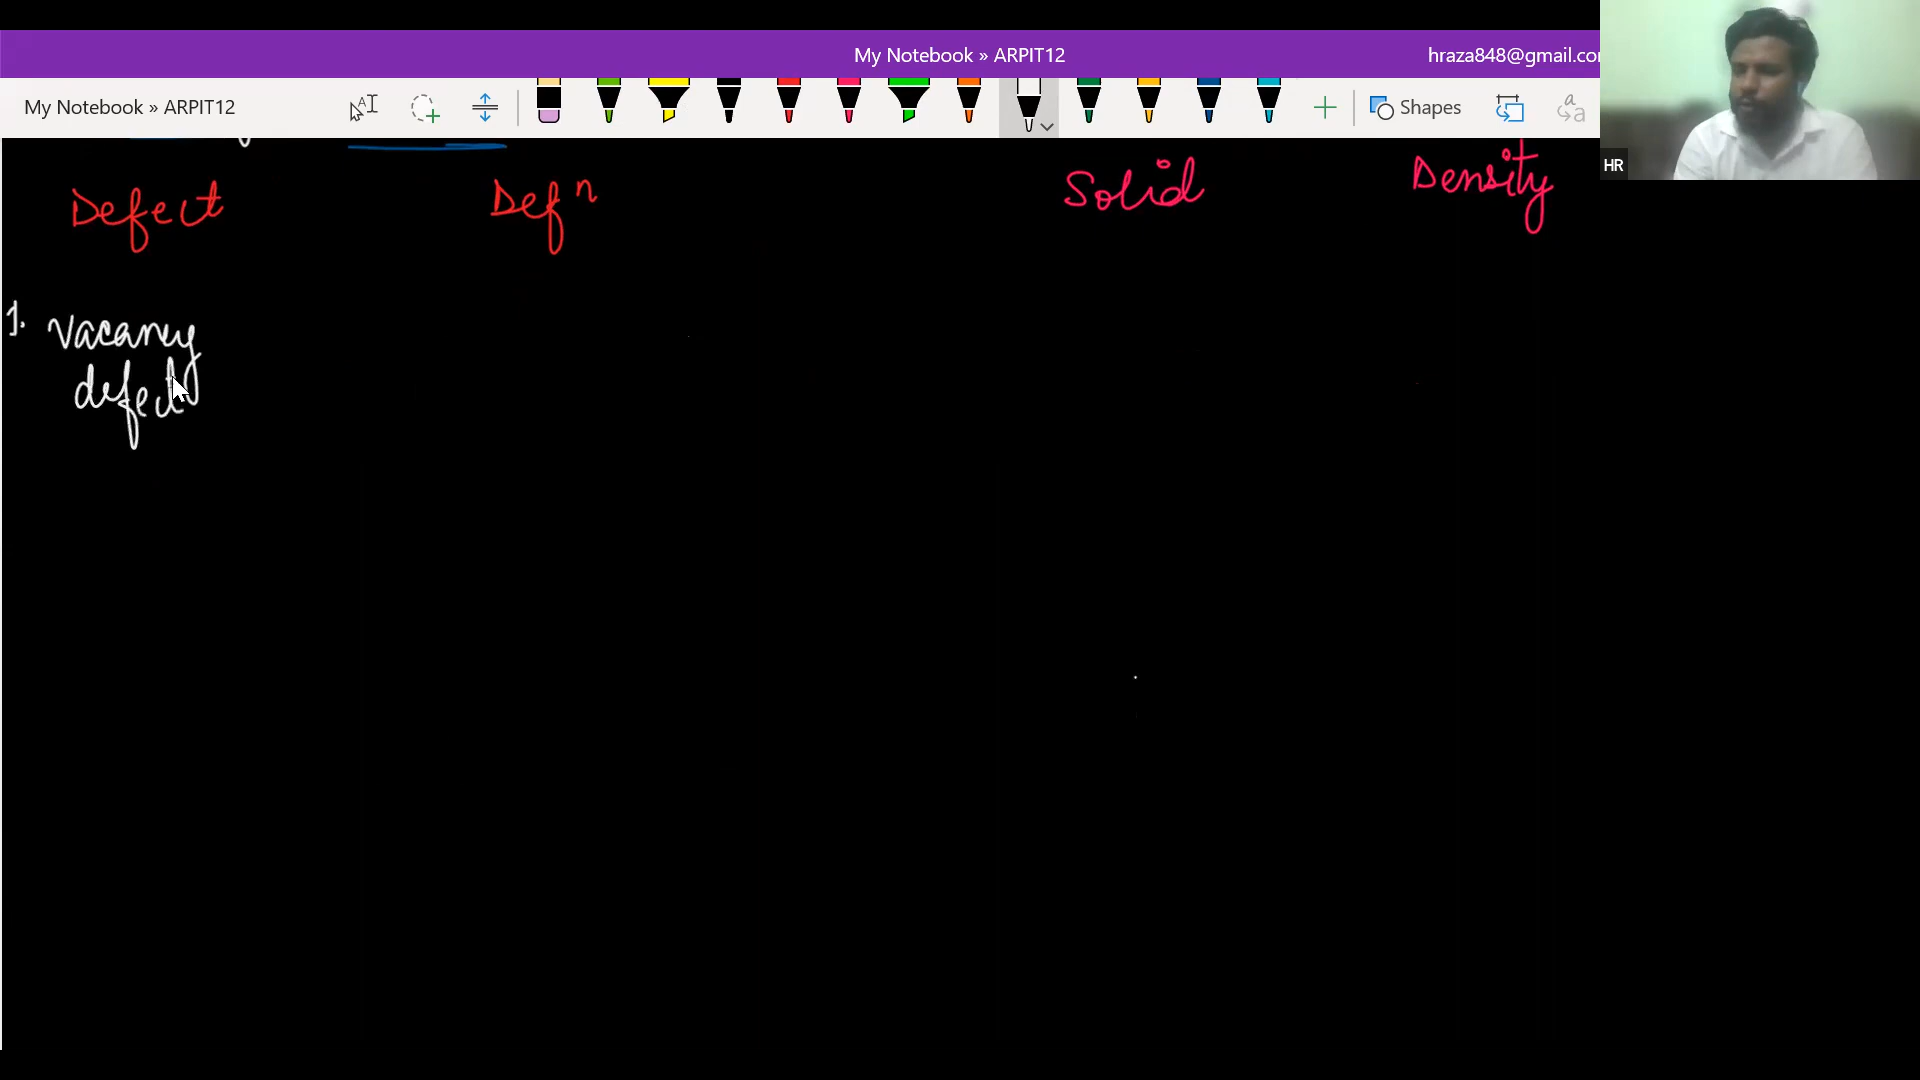 My Notebook » ARPIT12
hraza848@gmail.co
My Notebook » ARPIT12
Shapes
HR
Defect Defⁿ Solid Density
1. Vacancy
defect